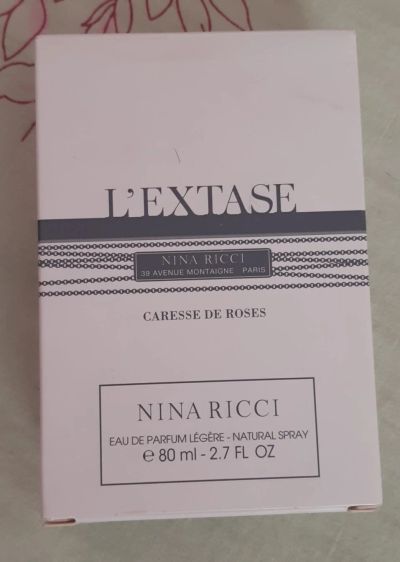 L'EXTASE
NINA RICCI
39 AVENUE MONTAIGNE PARIS
CARESSE DE ROSES
NINA RICCI
EAU DE PARFUM LÉGÈRE - NATURAL SPRAY
℮ 80 ml - 2.7 FL OZ